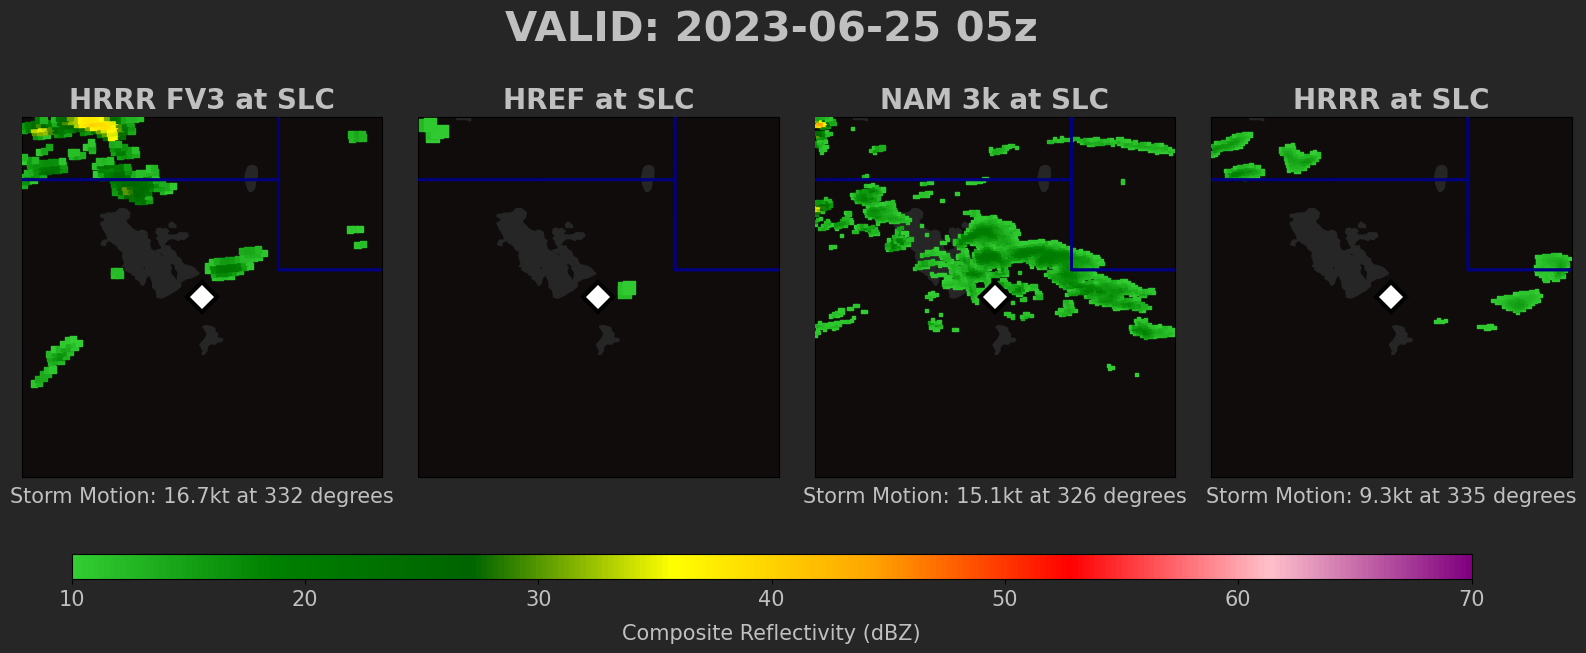 VALID: 2023-06-25 05z
HRRR FV3 at SLC
HREF at SLC
NAM 3k at SLC
HRRR at SLC
Storm Motion: 16.7kt at 332 degrees
Storm Motion: 15.1kt at 326 degrees
Storm Motion: 9.3kt at 335 degrees
10 20 30 40 50 60 70
Composite Reflectivity (dBZ)